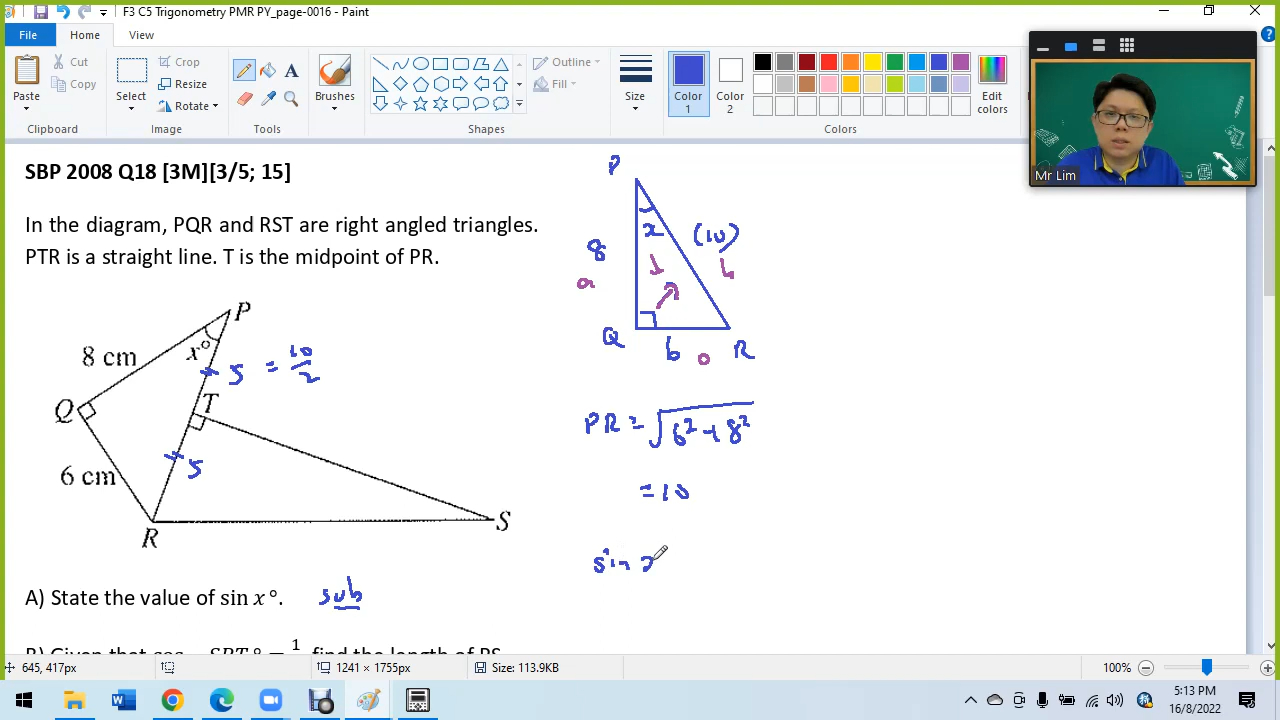 F3 C5 Trigonometry PMR PY_page-0016 - Paint
File Home View
Paste Cut Copy
Select Crop Resize Rotate
A
Brushes
Outline
Fill
Size
Color 1
Color 2
Edit colors
Clipboard Image Tools Shapes Colors
Mr Lim
SBP 2008 Q18 [3M][3/5; 15]
In the diagram, PQR and RST are right angled triangles.
PTR is a straight line. T is the midpoint of PR.
P
8 cm
x°
5 = 10/2
Q
T
6 cm
5
R
S
P
x
8
(10)
a
h
Q
6
o
R
PR = √6² + 8²
= 10
sin x
A) State the value of sin x °. sub
645, 417px
1241 × 1755px
Size: 113.9KB
100%
5:13 PM
16/8/2022